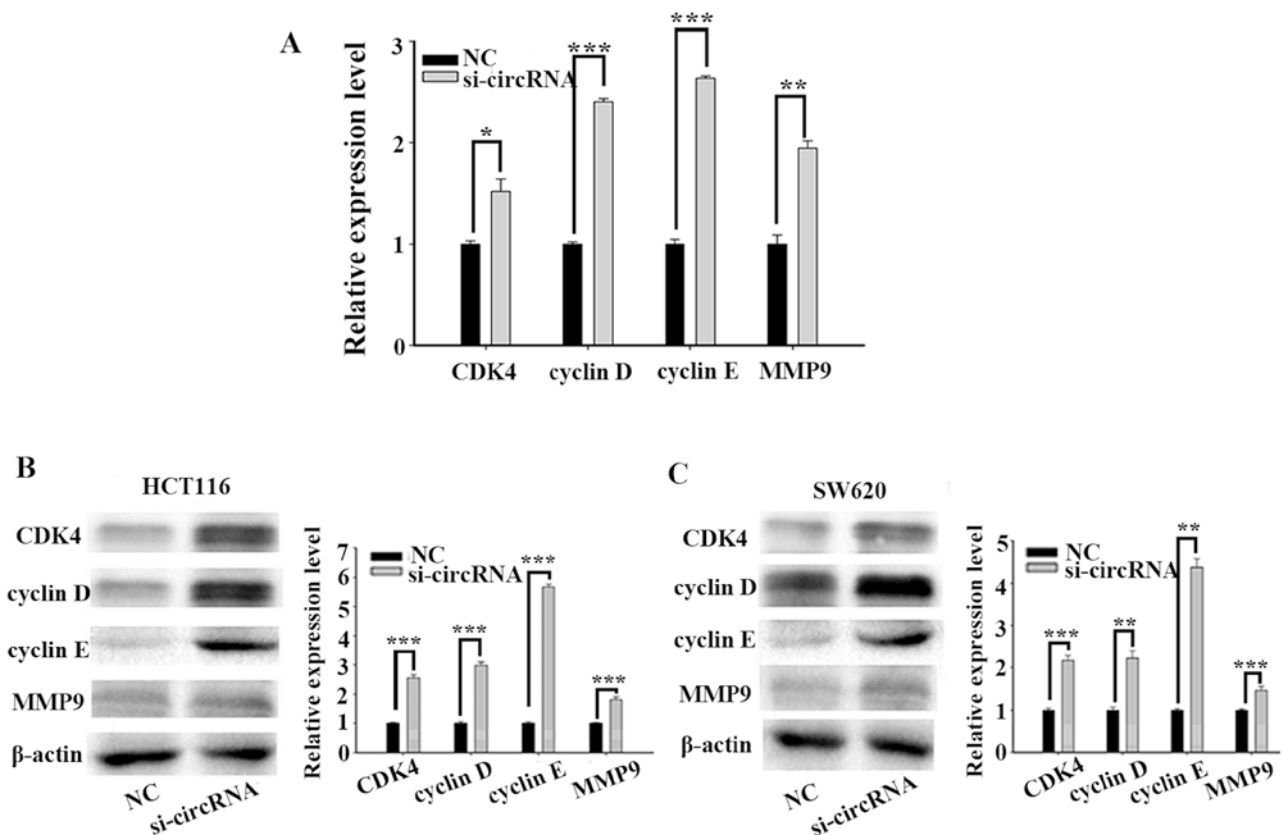 A
NC
si-circRNA
Relative expression level
3
2
1
0
*
***
***
**
CDK4 cyclin D cyclin E MMP9
B
HCT116
CDK4
cyclin D
cyclin E
MMP9
β-actin
NC
si-circRNA
NC
si-circRNA
Relative expression level
7
6
5
4
3
2
1
0
***
***
***
***
CDK4 cyclin D cyclin E MMP9
C
SW620
CDK4
cyclin D
cyclin E
MMP9
β-actin
NC
si-circRNA
NC
si-circRNA
Relative expression level
5
4
3
2
1
0
***
**
**
***
CDK4 cyclin D cyclin E MMP9